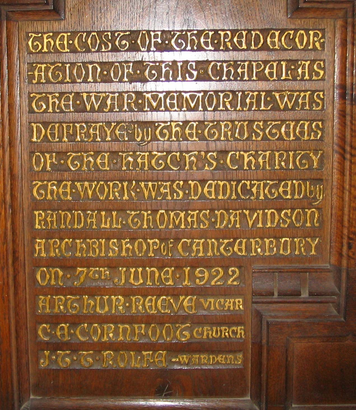 THE·COST·OF·THE·REDECOR-
-ATION·OF·THIS·CHAPEL·AS
THE·WAR·MEMORIAL·WAS
DEFRAYE by THE·TRUSTEES
OF·THE·HATCH'S·CHARITY
THE·WORK·WAS·DEDICATED by
RANDALL·THOMAS·DAVIDSON
ARCHBISHOP of CANTERBURY
ON·7TH·JUNE·1922
ARTHUR·REEVE VICAR
C·E·CORNFOOT CHURCH
J·T·T·ROLFE -WARDENS